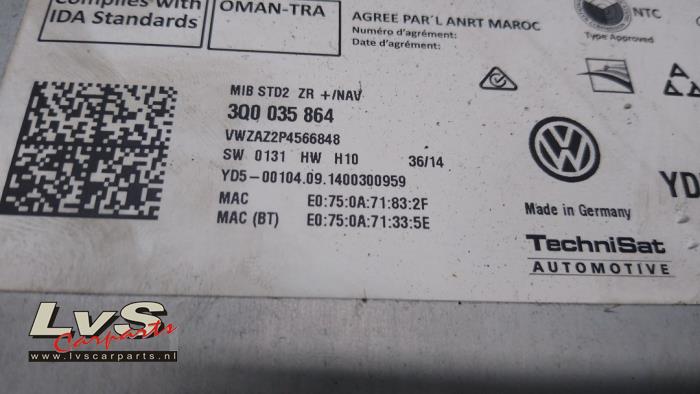 Complies with
IDA Standards
OMAN-TRA
AGREE PAR'L ANRT MAROC
Numéro d'agrément:
Date d'agrément:
NTC
Type Approved
MIB STD2 ZR +/NAV
3Q0 035 864
VWZAZ2P4566848
SW 0131 HW H10 36/14
YD5-00104.09.1400300959
MAC E0:75:0A:71:83:2F
MAC (BT) E0:75:0A:71:33:5E
YD
Made in Germany
TechniSat
AUTOMOTIVE
LvS
Carparts
www.lvscarparts.nl